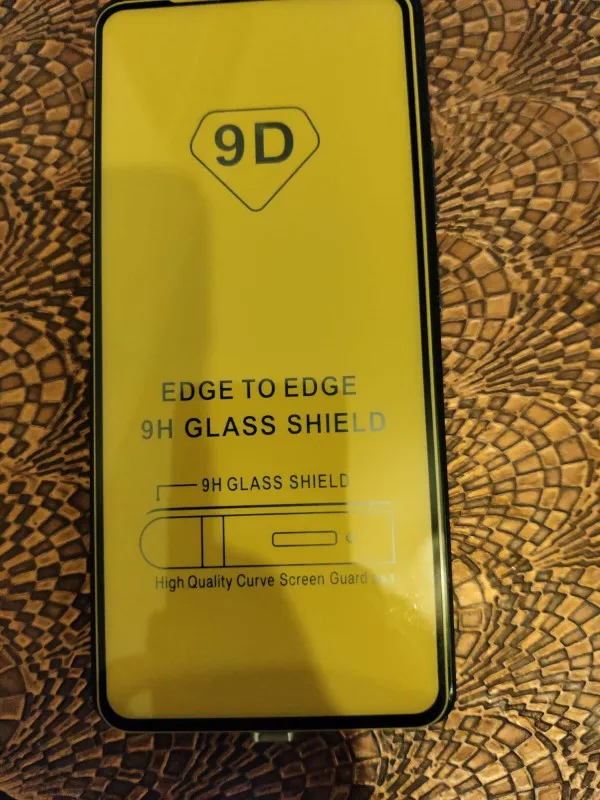 9D
EDGE TO EDGE
9H GLASS SHIELD
9H GLASS SHIELD
High Quality Curve Screen Guard